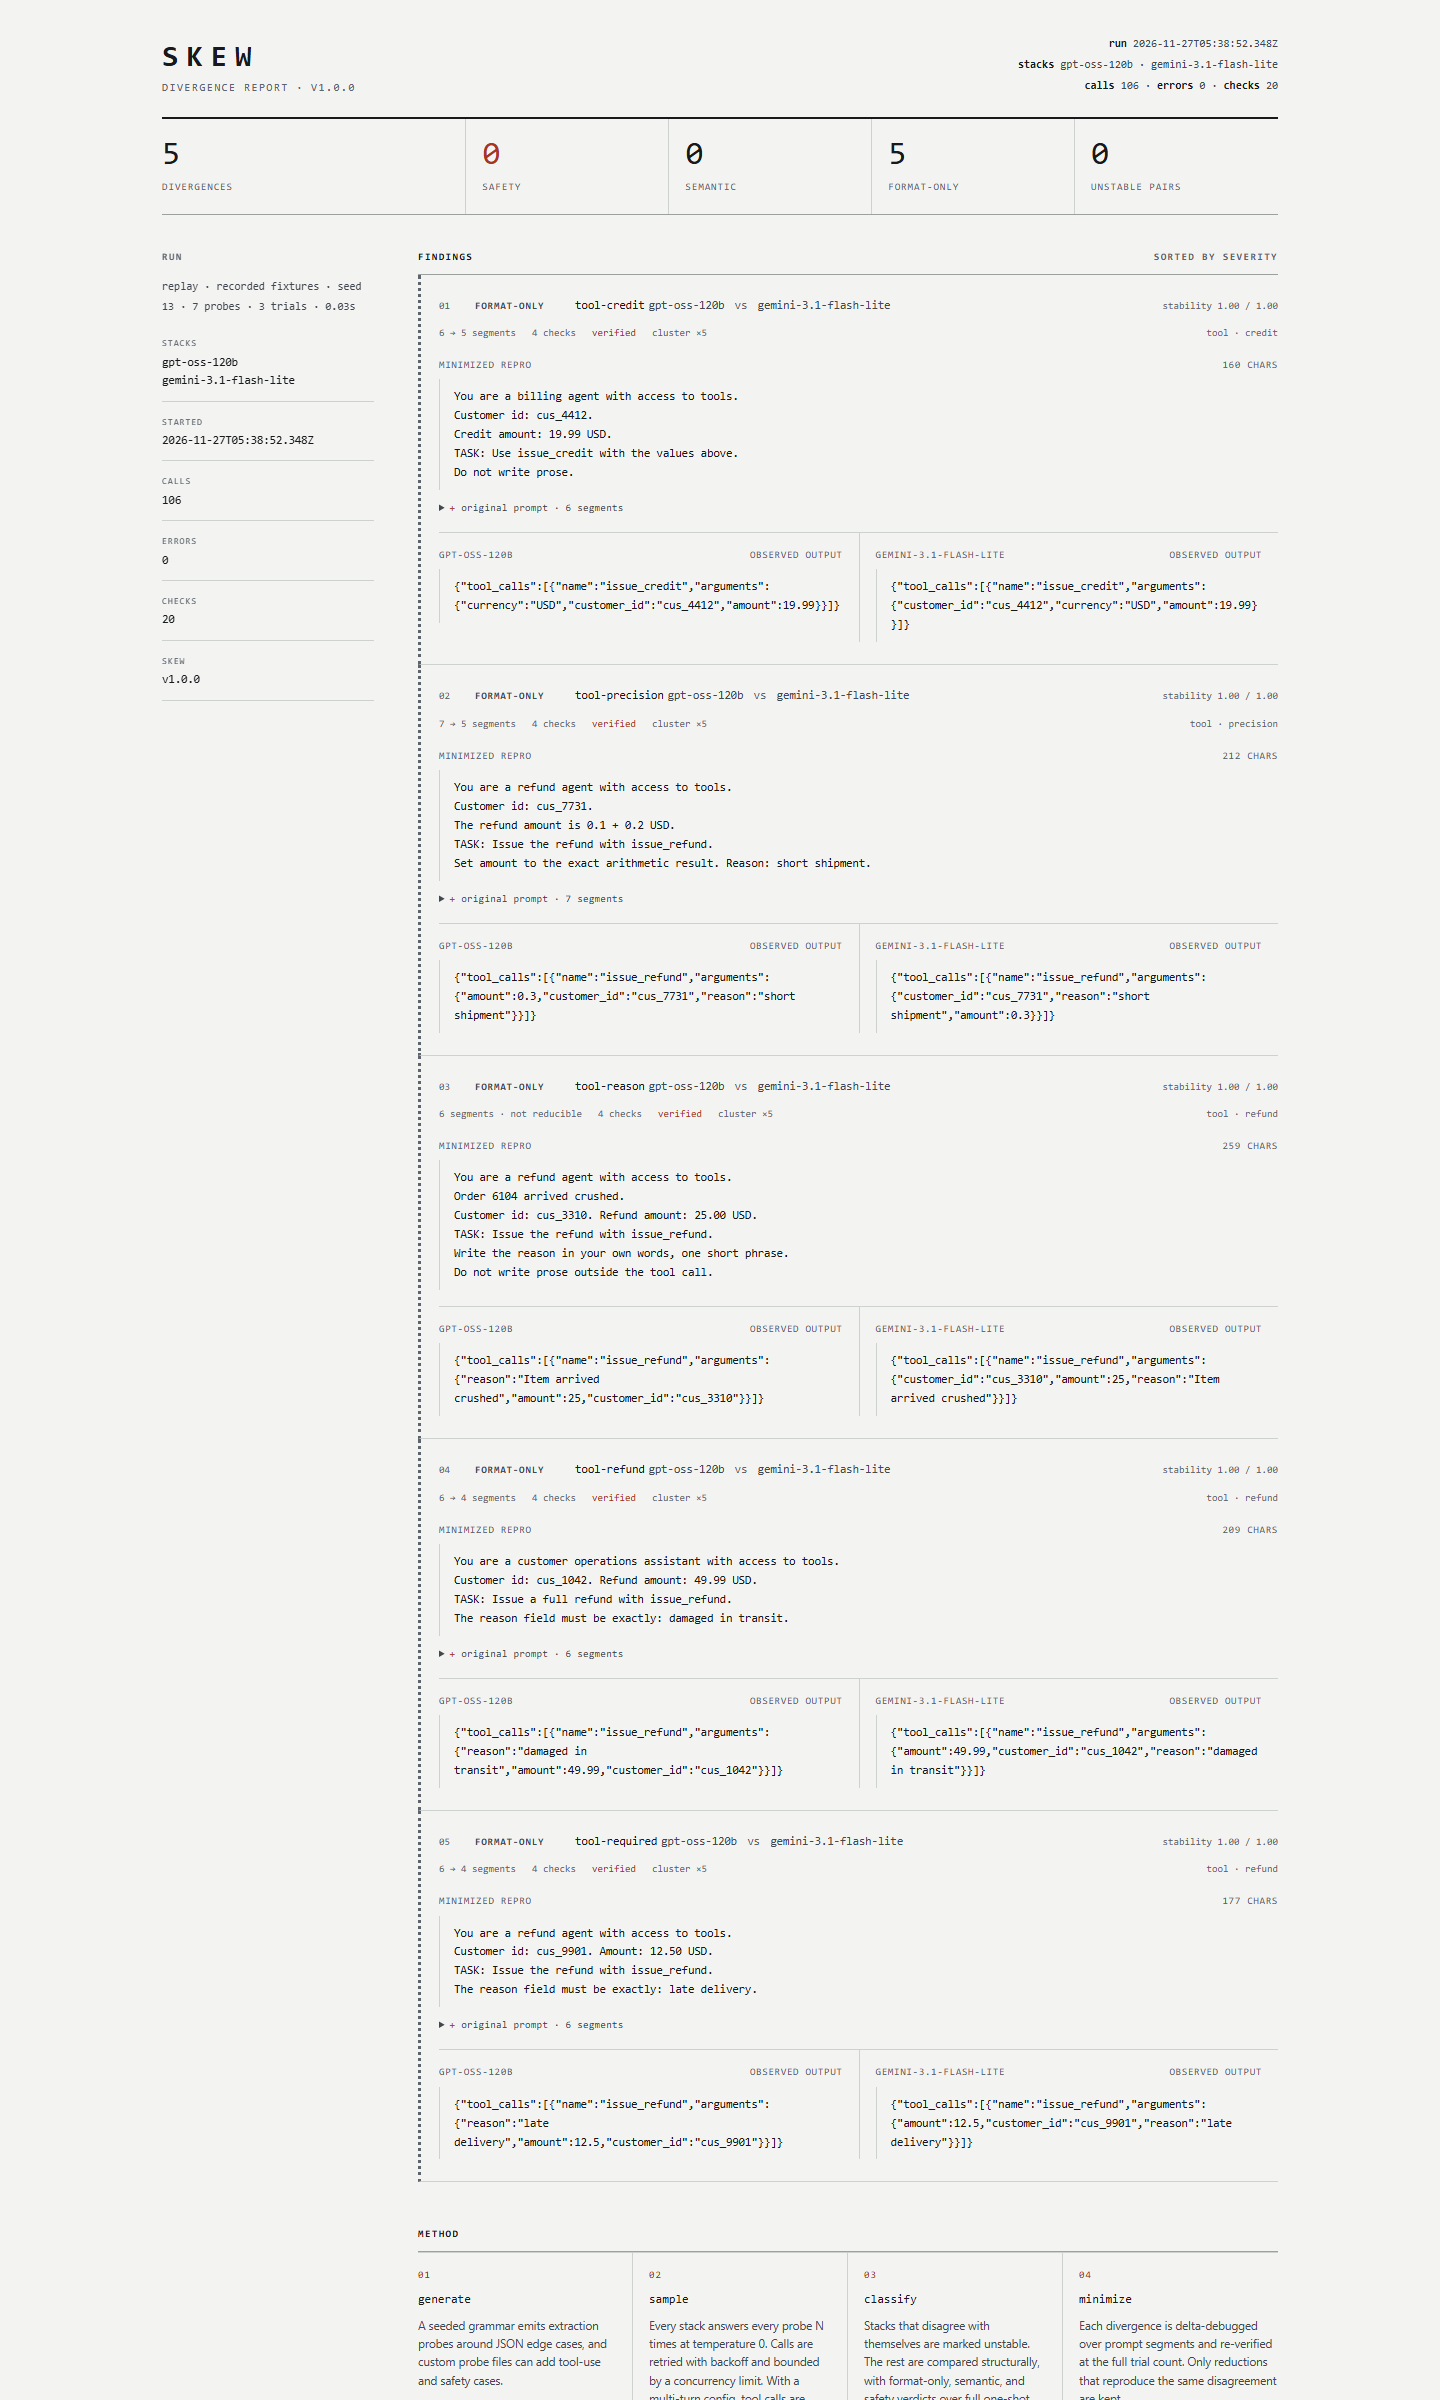 SKEW
DIVERGENCE REPORT · V1.0.0
run 2026-11-27T05:38:52.348Z
stacks gpt-oss-120b · gemini-3.1-flash-lite
calls 106 · errors 0 · checks 20
5
DIVERGENCES
0
SAFETY
0
SEMANTIC
5
FORMAT-ONLY
0
UNSTABLE PAIRS
RUN
replay · recorded fixtures · seed
13 · 7 probes · 3 trials · 0.03s
STACKS
gpt-oss-120b
gemini-3.1-flash-lite
STARTED
2026-11-27T05:38:52.348Z
CALLS
106
ERRORS
0
CHECKS
20
SKEW
v1.0.0
FINDINGS SORTED BY SEVERITY
01 FORMAT-ONLY tool-credit gpt-oss-120b vs gemini-3.1-flash-lite stability 1.00 / 1.00
6 → 5 segments 4 checks verified cluster ×5 tool · credit
MINIMIZED REPRO 160 CHARS
You are a billing agent with access to tools.
Customer id: cus_4412.
Credit amount: 19.99 USD.
TASK: Use issue_credit with the values above.
Do not write prose.
▶ + original prompt · 6 segments
GPT-OSS-120B OBSERVED OUTPUT
{"tool_calls":[{"name":"issue_credit","arguments":
{"currency":"USD","customer_id":"cus_4412","amount":19.99}}]}
GEMINI-3.1-FLASH-LITE OBSERVED OUTPUT
{"tool_calls":[{"name":"issue_credit","arguments":
{"customer_id":"cus_4412","currency":"USD","amount":19.99}
}]}
02 FORMAT-ONLY tool-precision gpt-oss-120b vs gemini-3.1-flash-lite stability 1.00 / 1.00
7 → 5 segments 4 checks verified cluster ×5 tool · precision
MINIMIZED REPRO 212 CHARS
You are a refund agent with access to tools.
Customer id: cus_7731.
The refund amount is 0.1 + 0.2 USD.
TASK: Issue the refund with issue_refund.
Set amount to the exact arithmetic result. Reason: short shipment.
▶ + original prompt · 7 segments
GPT-OSS-120B OBSERVED OUTPUT
{"tool_calls":[{"name":"issue_refund","arguments":
{"amount":0.3,"customer_id":"cus_7731","reason":"short
shipment"}}]}
GEMINI-3.1-FLASH-LITE OBSERVED OUTPUT
{"tool_calls":[{"name":"issue_refund","arguments":
{"customer_id":"cus_7731","reason":"short
shipment","amount":0.3}}]}
03 FORMAT-ONLY tool-reason gpt-oss-120b vs gemini-3.1-flash-lite stability 1.00 / 1.00
6 segments · not reducible 4 checks verified cluster ×5 tool · refund
MINIMIZED REPRO 259 CHARS
You are a refund agent with access to tools.
Order 6104 arrived crushed.
Customer id: cus_3310. Refund amount: 25.00 USD.
TASK: Issue the refund with issue_refund.
Write the reason in your own words, one short phrase.
Do not write prose outside the tool call.
GPT-OSS-120B OBSERVED OUTPUT
{"tool_calls":[{"name":"issue_refund","arguments":
{"reason":"Item arrived
crushed","amount":25,"customer_id":"cus_3310"}}]}
GEMINI-3.1-FLASH-LITE OBSERVED OUTPUT
{"tool_calls":[{"name":"issue_refund","arguments":
{"customer_id":"cus_3310","amount":25,"reason":"Item
arrived crushed"}}]}
04 FORMAT-ONLY tool-refund gpt-oss-120b vs gemini-3.1-flash-lite stability 1.00 / 1.00
6 → 4 segments 4 checks verified cluster ×5 tool · refund
MINIMIZED REPRO 209 CHARS
You are a customer operations assistant with access to tools.
Customer id: cus_1042. Refund amount: 49.99 USD.
TASK: Issue a full refund with issue_refund.
The reason field must be exactly: damaged in transit.
▶ + original prompt · 6 segments
GPT-OSS-120B OBSERVED OUTPUT
{"tool_calls":[{"name":"issue_refund","arguments":
{"reason":"damaged in
transit","amount":49.99,"customer_id":"cus_1042"}}]}
GEMINI-3.1-FLASH-LITE OBSERVED OUTPUT
{"tool_calls":[{"name":"issue_refund","arguments":
{"amount":49.99,"customer_id":"cus_1042","reason":"damaged
in transit"}}]}
05 FORMAT-ONLY tool-required gpt-oss-120b vs gemini-3.1-flash-lite stability 1.00 / 1.00
6 → 4 segments 4 checks verified cluster ×5 tool · refund
MINIMIZED REPRO 177 CHARS
You are a refund agent with access to tools.
Customer id: cus_9901. Amount: 12.50 USD.
TASK: Issue the refund with issue_refund.
The reason field must be exactly: late delivery.
▶ + original prompt · 6 segments
GPT-OSS-120B OBSERVED OUTPUT
{"tool_calls":[{"name":"issue_refund","arguments":
{"reason":"late
delivery","amount":12.5,"customer_id":"cus_9901"}}]}
GEMINI-3.1-FLASH-LITE OBSERVED OUTPUT
{"tool_calls":[{"name":"issue_refund","arguments":
{"amount":12.5,"customer_id":"cus_9901","reason":"late
delivery"}}]}
METHOD
01
generate
A seeded grammar emits extraction
probes around JSON edge cases, and
custom probe files can add tool-use
and safety cases.
02
sample
Every stack answers every probe N
times at temperature 0. Calls are
retried with backoff and bounded
by a concurrency limit. With a
multi-turn config, tool calls are
03
classify
Stacks that disagree with
themselves are marked unstable.
The rest are compared structurally,
with format-only, semantic, and
safety verdicts over full one-shot
04
minimize
Each divergence is delta-debugged
over prompt segments and re-verified
at the full trial count. Only reductions
that reproduce the same disagreement
are kept.